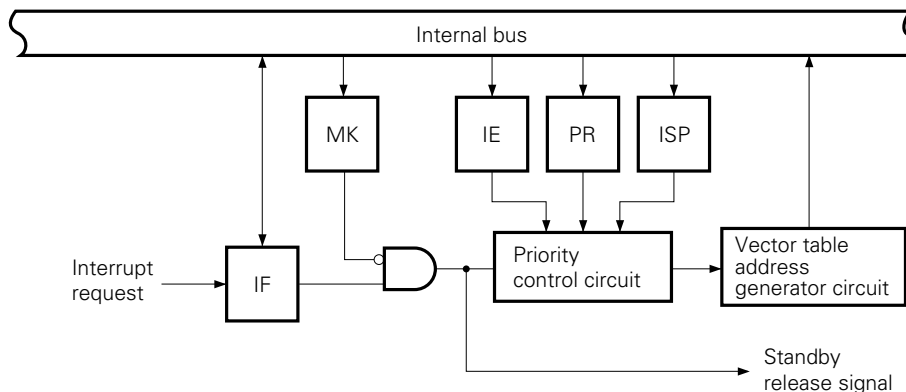 Internal bus
MK
IE
PR
ISP
Interrupt
request
IF
Priority
control circuit
Vector table
address
generator circuit
Standby
release signal